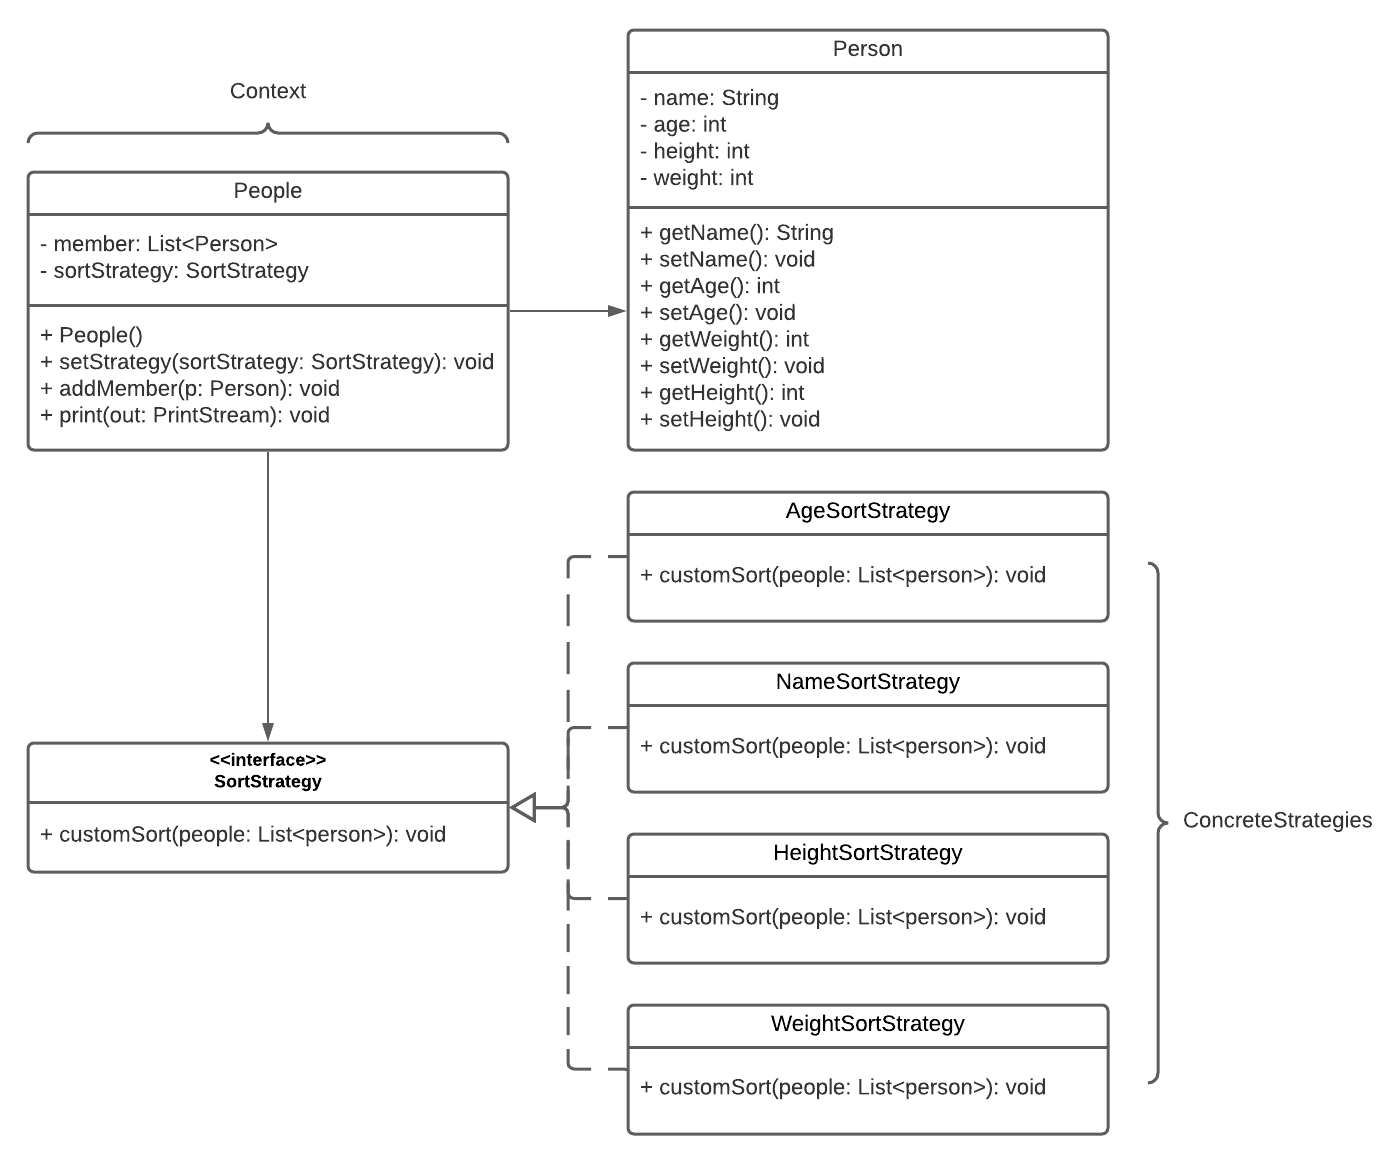 Context
People
- member: List<Person>
- sortStrategy: SortStrategy
+ People()
+ setStrategy(sortStrategy: SortStrategy): void
+ addMember(p: Person): void
+ print(out: PrintStream): void
Person
- name: String
- age: int
- height: int
- weight: int
+ getName(): String
+ setName(): void
+ getAge(): int
+ setAge(): void
+ getWeight(): int
+ setWeight(): void
+ getHeight(): int
+ setHeight(): void
<<interface>>
SortStrategy
+ customSort(people: List<person>): void
AgeSortStrategy
+ customSort(people: List<person>): void
NameSortStrategy
+ customSort(people: List<person>): void
HeightSortStrategy
+ customSort(people: List<person>): void
WeightSortStrategy
+ customSort(people: List<person>): void
ConcreteStrategies